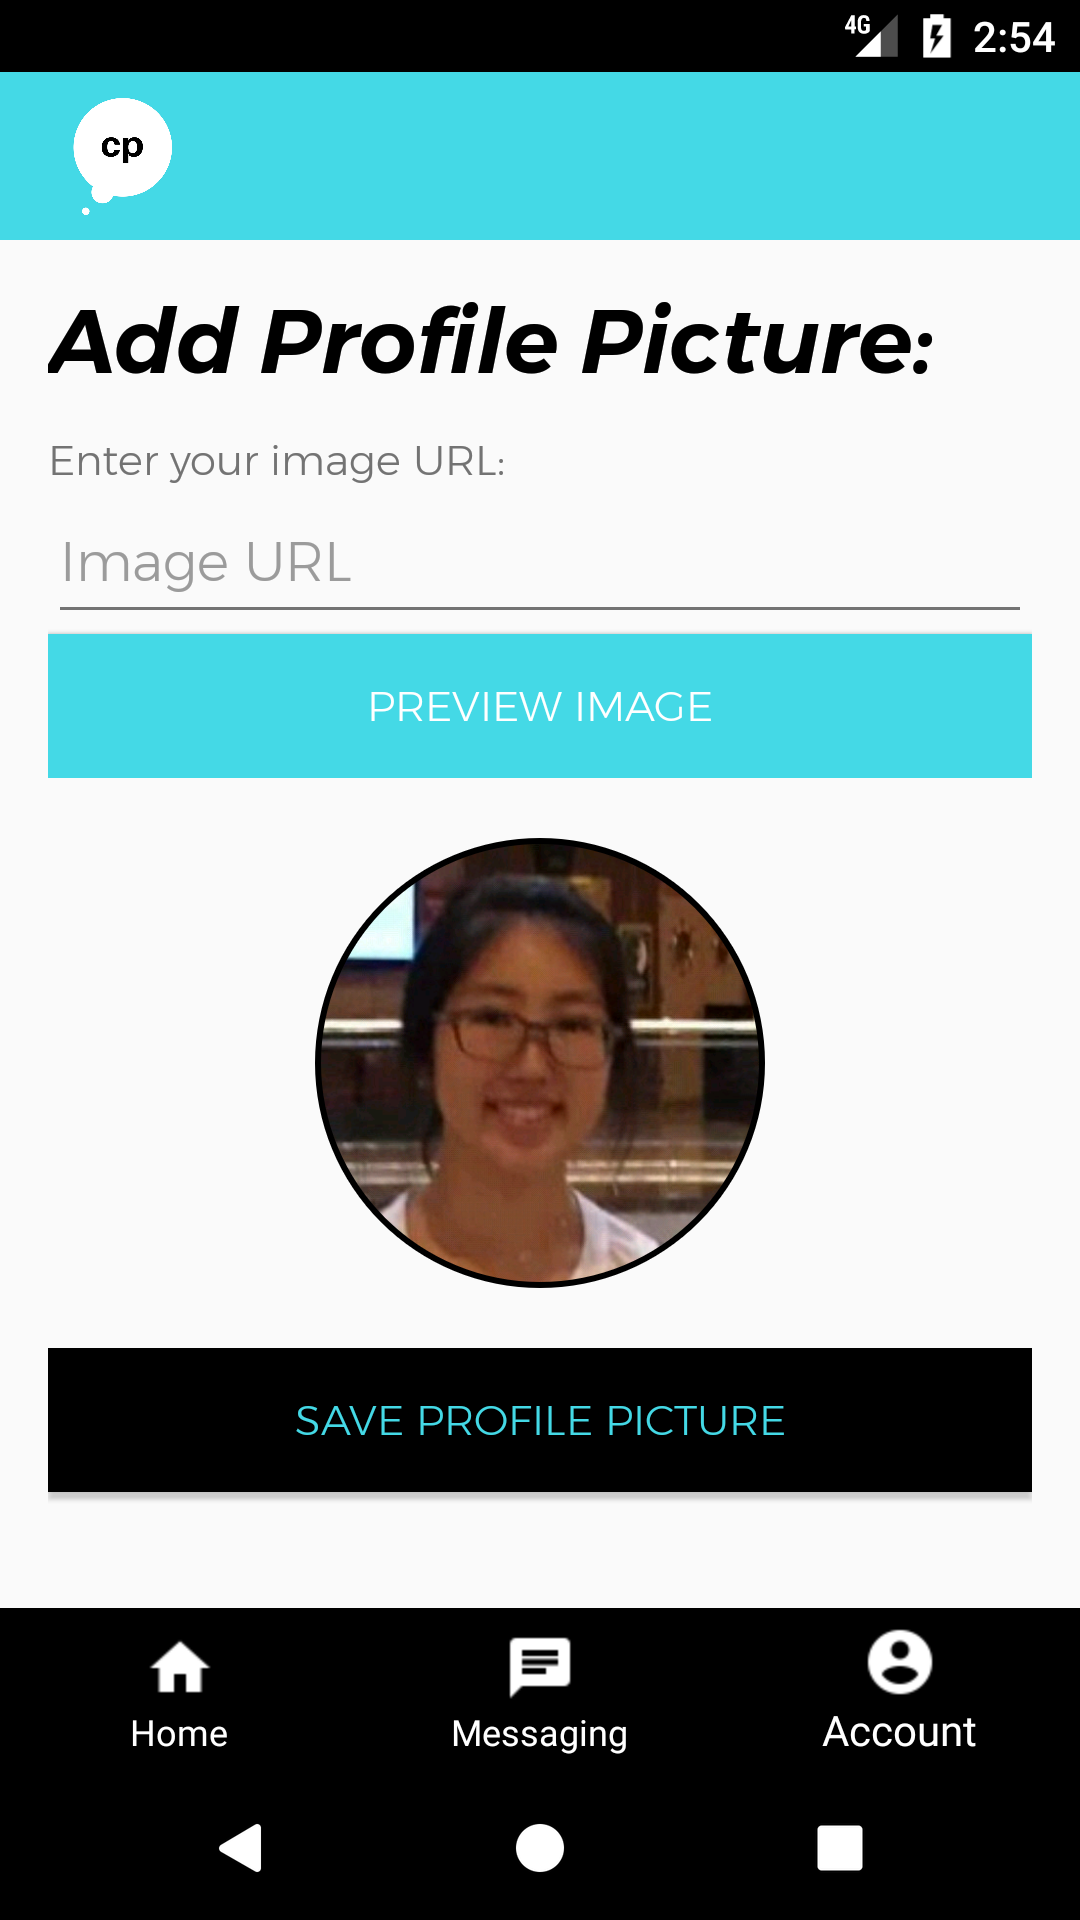 4G 2:54
cp
Add Profile Picture:
Enter your image URL:
Image URL
PREVIEW IMAGE
SAVE PROFILE PICTURE
Home Messaging Account